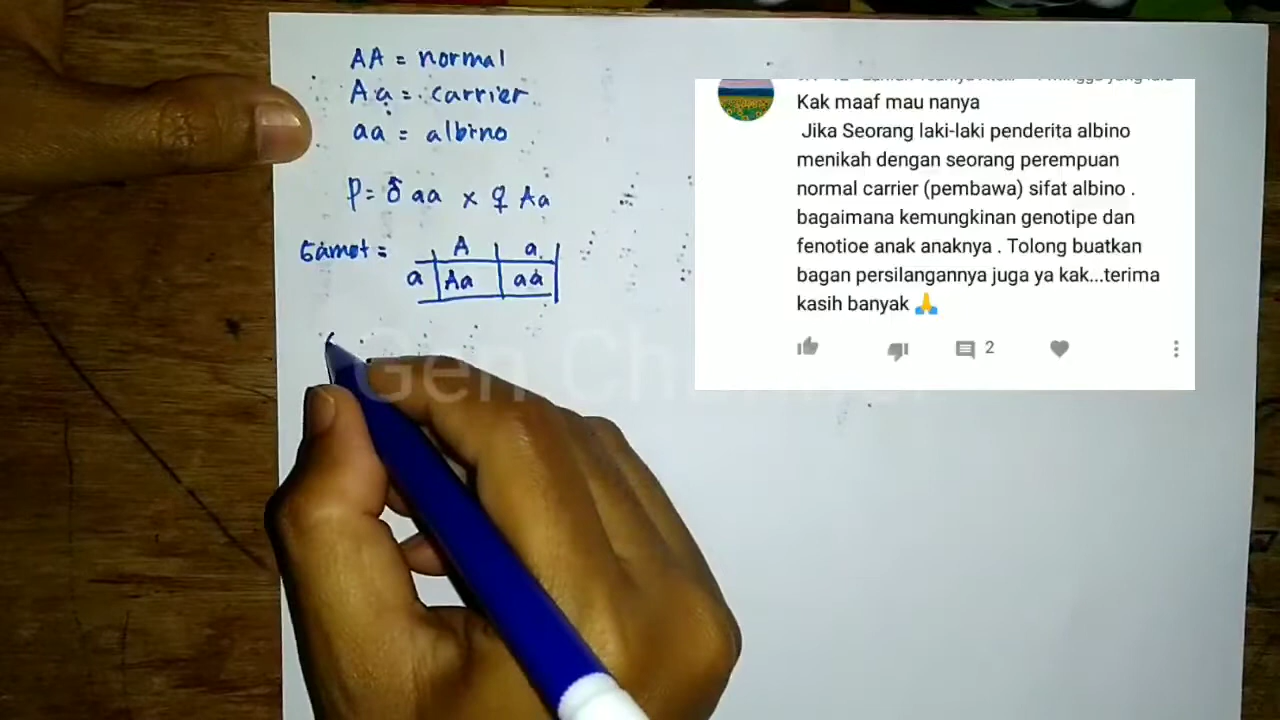 AA = normal
Aa = carrier
aa = albino
P = ♂ aa x ♀ Aa
Gamet =
A a
a Aa aa
Kak maaf mau nanya
Jika Seorang laki-laki penderita albino
menikah dengan seorang perempuan
normal carrier (pembawa) sifat albino .
bagaimana kemungkinan genotipe dan
fenotioe anak anaknya . Tolong buatkan
bagan persilangannya juga ya kak...terima
kasih banyak 🙏
2
Gen Ch